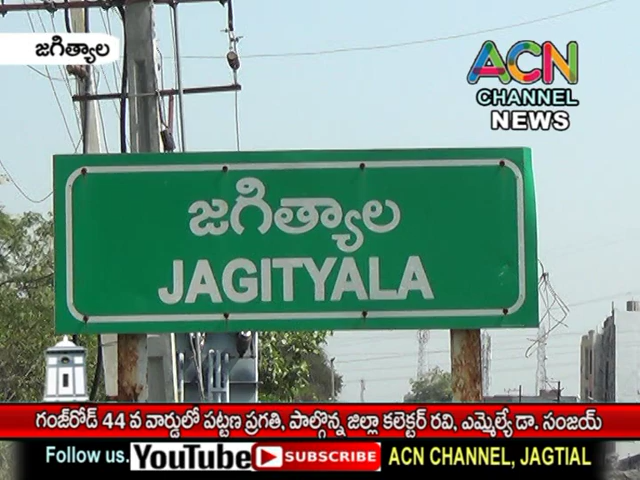 జగిత్యాల
ACN
CHANNEL
NEWS
జగిత్యాల
JAGITYALA
గంజ్‌రోడ్ 44 వ వార్డులో పట్టణ ప్రగతి, పాల్గొన్న జిల్లా కలెక్టర్ రవి, ఎమ్మెల్యే డా. సంజయ్
Follow us. YouTube SUBSCRIBE ACN CHANNEL, JAGTIAL